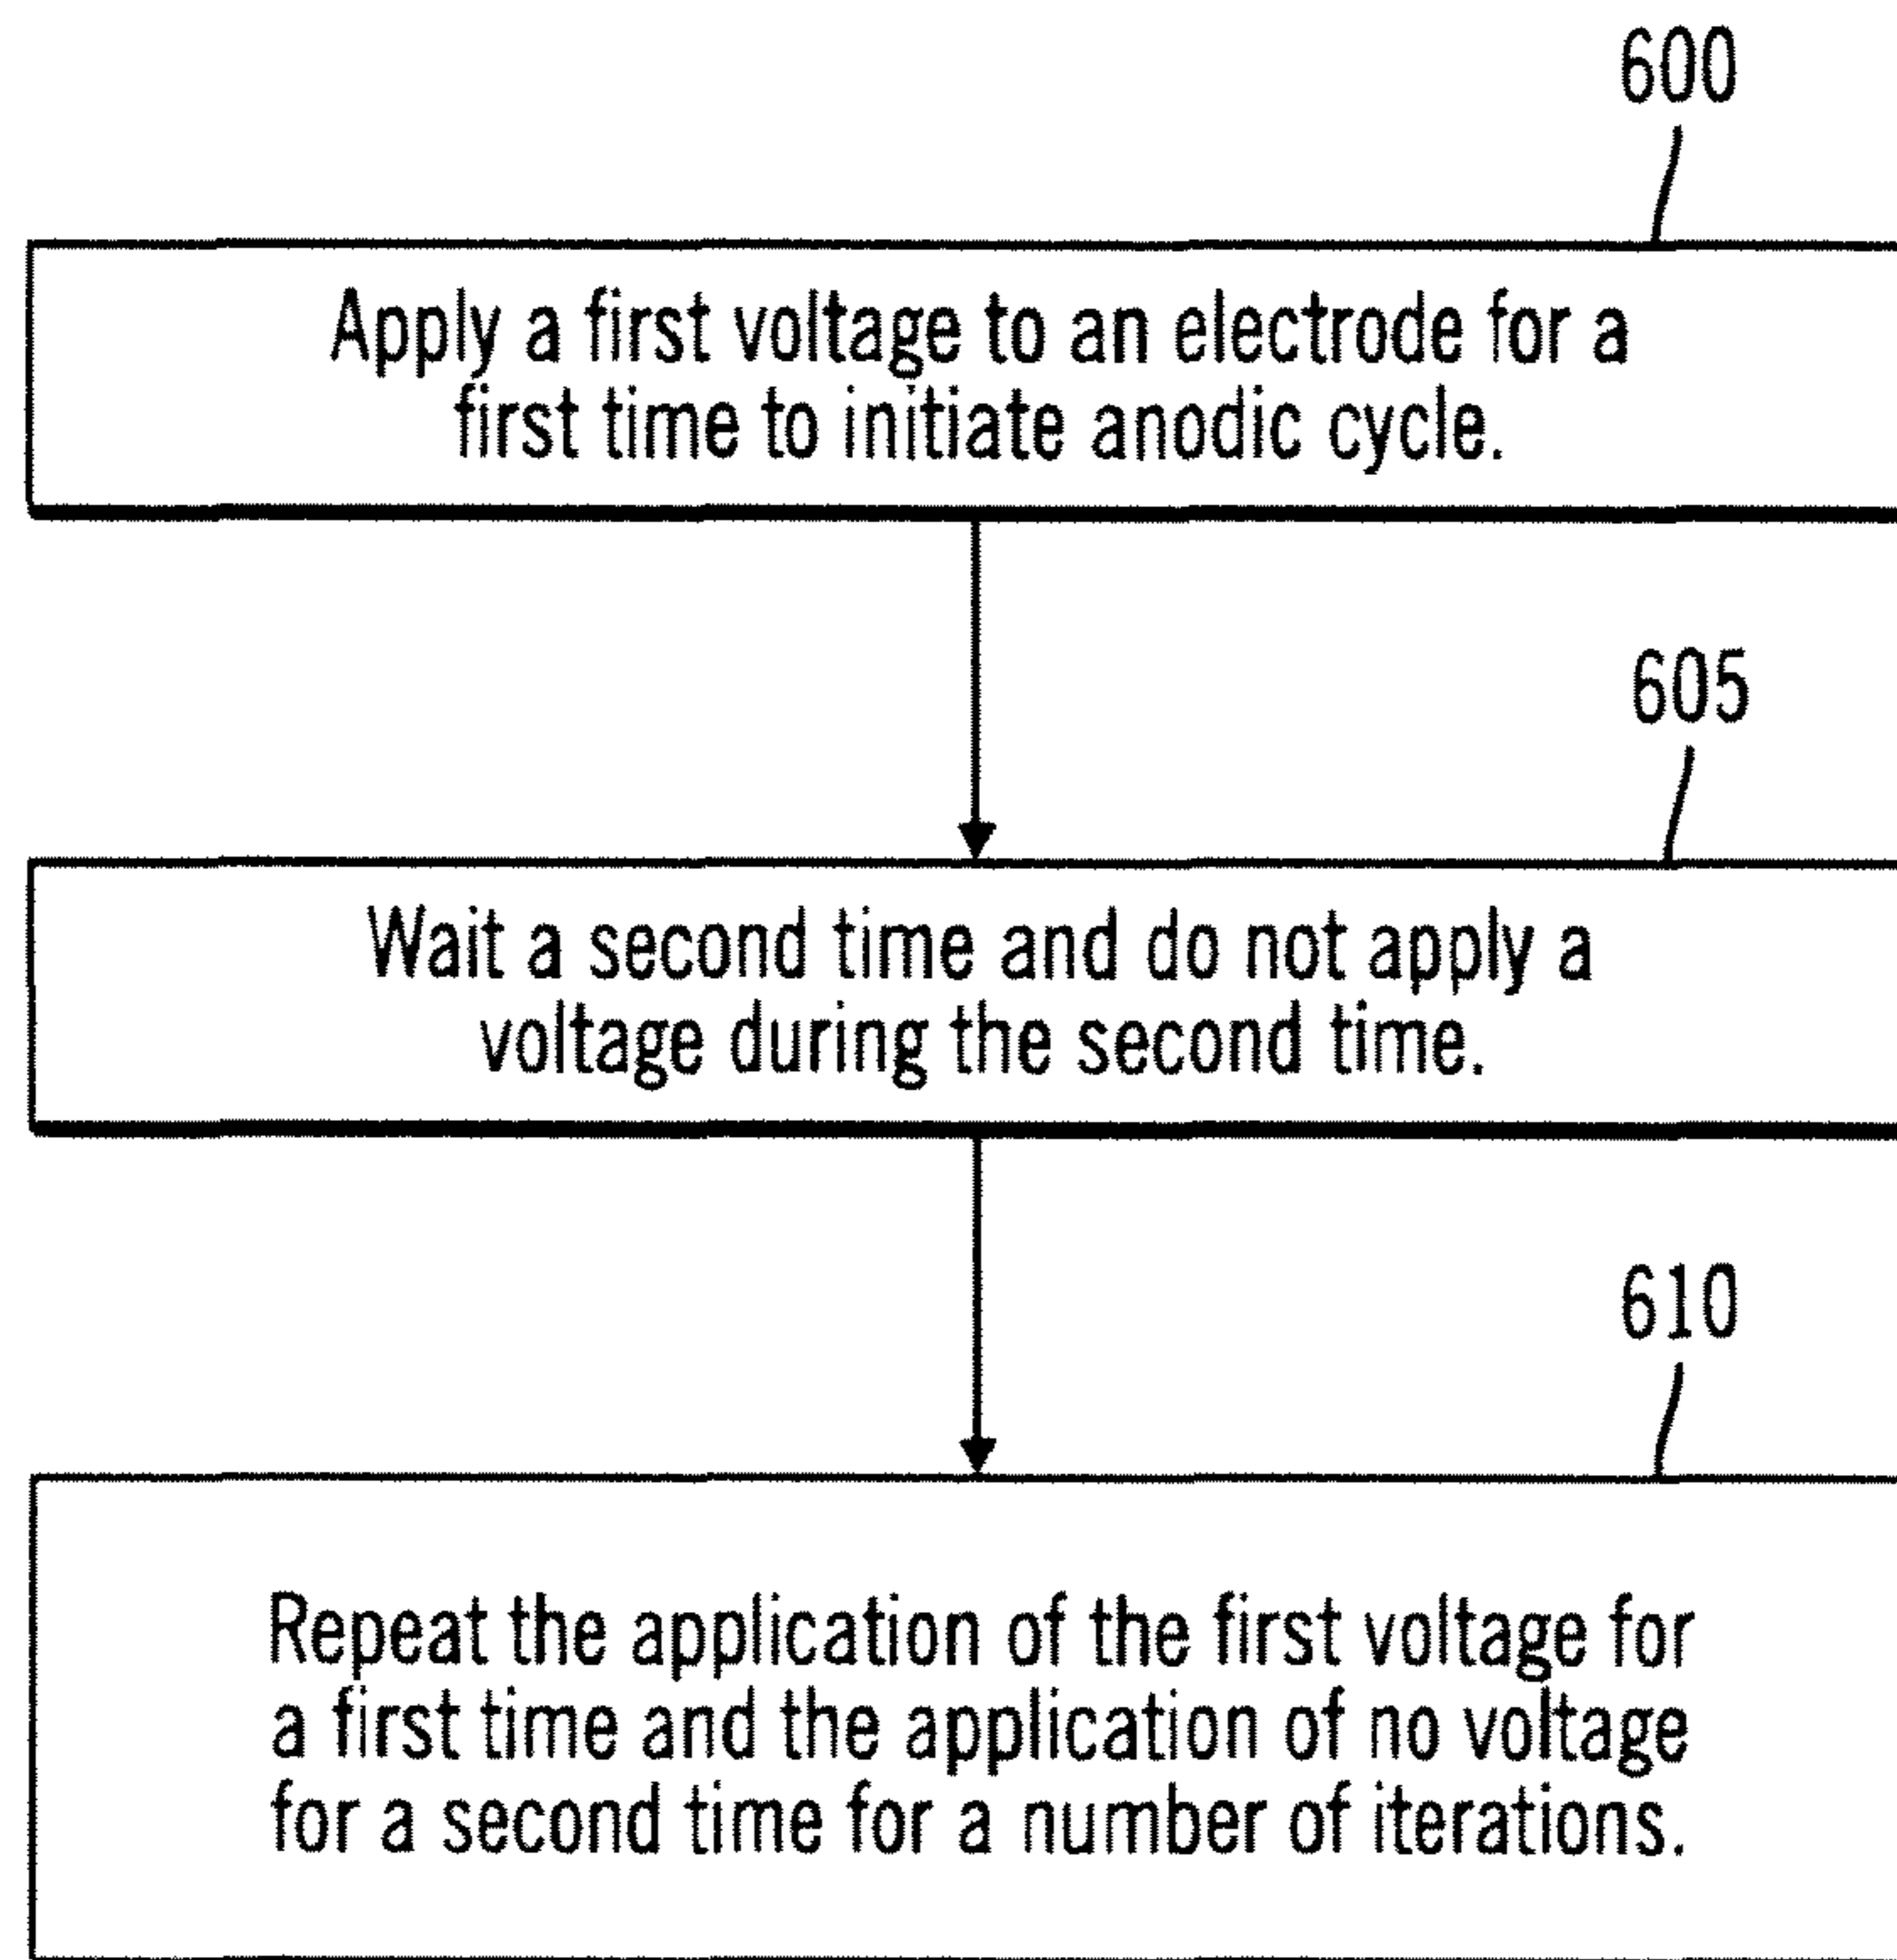 600
Apply a first voltage to an electrode for a
first time to initiate anodic cycle.
605
Wait a second time and do not apply a
voltage during the second time.
610
Repeat the application of the first voltage for
a first time and the application of no voltage
for a second time for a number of iterations.